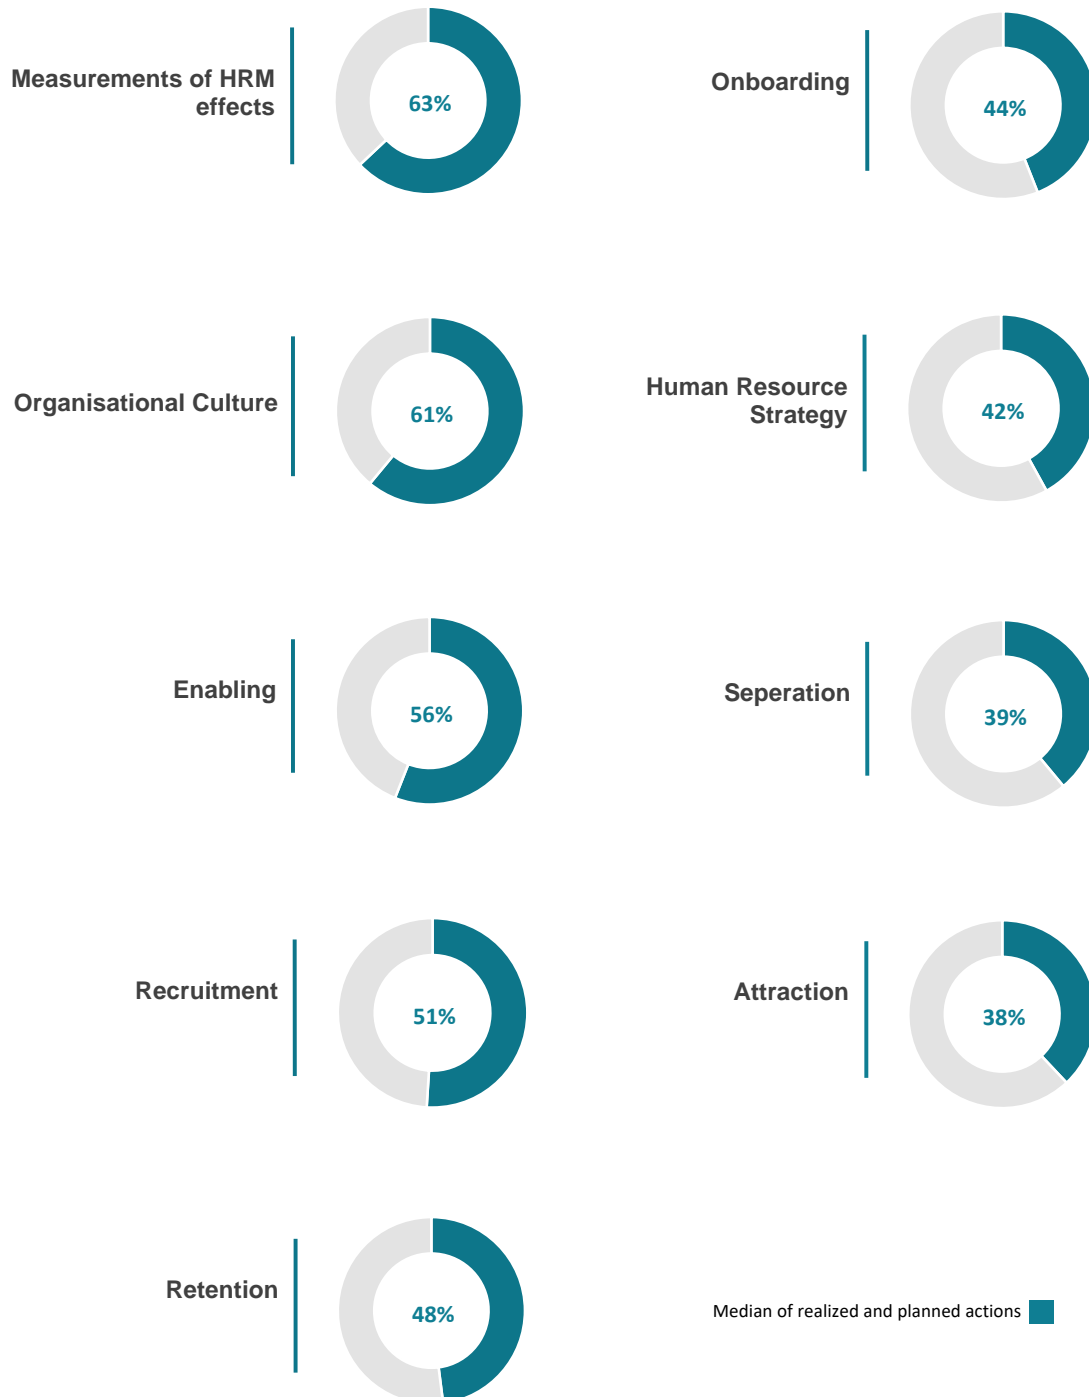 Measurements of HRM
effects
63%
Onboarding
44%
Organisational Culture
61%
Human Resource
Strategy
42%
Enabling
56%
Seperation
39%
Recruitment
51%
Attraction
38%
Retention
48%
Median of realized and planned actions